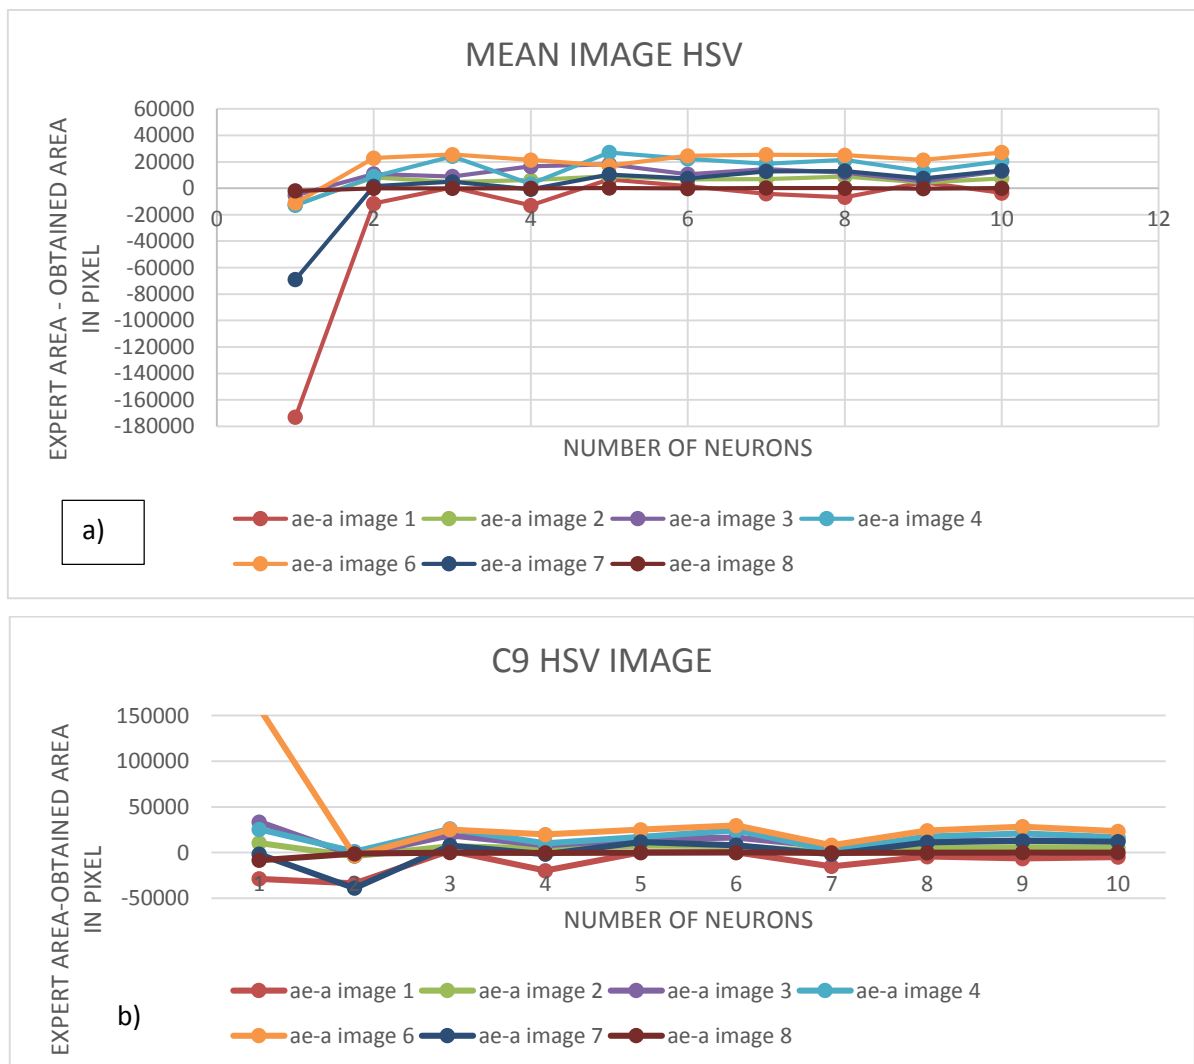 MEAN IMAGE HSV
EXPERT AREA - OBTAINED AREA
IN PIXEL
60000
40000
20000
0
-20000
-40000
-60000
-80000
-100000
-120000
-140000
-160000
-180000
0 2 4 6 8 10 12
NUMBER OF NEURONS
a)
ae-a image 1 ae-a image 2 ae-a image 3 ae-a image 4
ae-a image 6 ae-a image 7 ae-a image 8
C9 HSV IMAGE
EXPERT AREA-OBTAINED AREA
IN PIXEL
150000
100000
50000
0
-50000
1 2 3 4 5 6 7 8 9 10
NUMBER OF NEURONS
b)
ae-a image 1 ae-a image 2 ae-a image 3 ae-a image 4
ae-a image 6 ae-a image 7 ae-a image 8